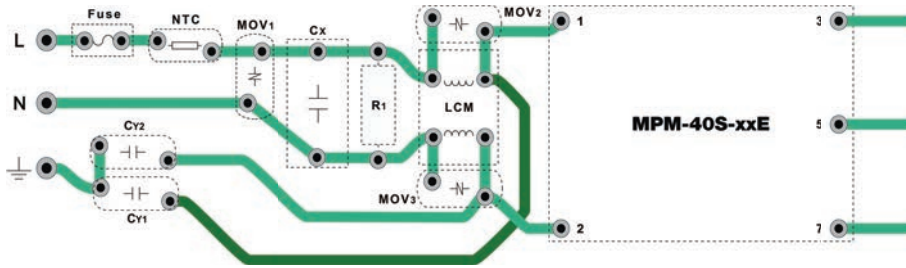 Fuse
NTC
MOV1
Cx
MOV2
1
3
L
N
R1
LCM
MPM-40S-xxE
5
CY2
MOV3
CY1
2
7